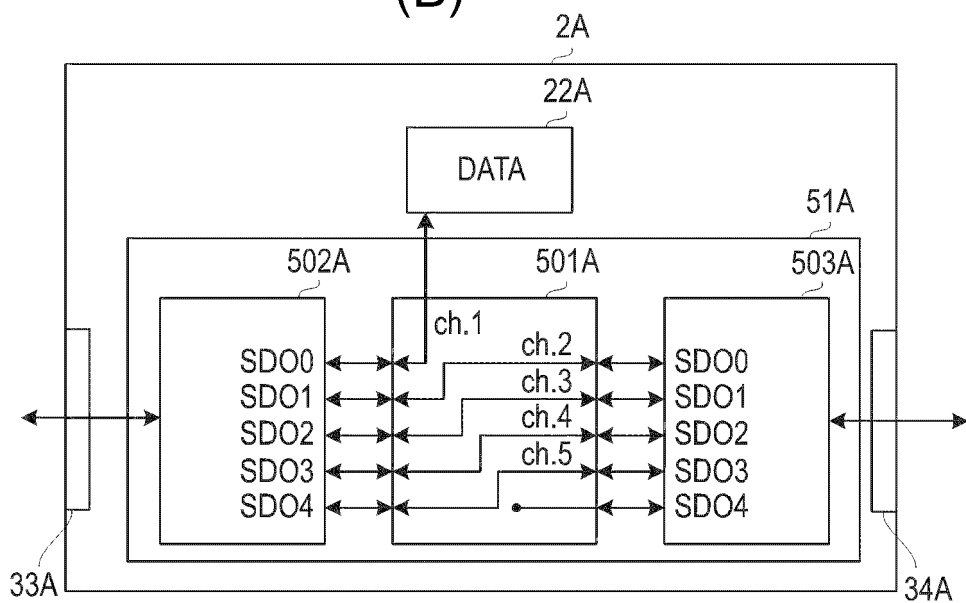 (B)
2A
22A
DATA
51A
502A
501A
503A
ch.1
SDO0
ch.2
SDO0
SDO1
ch.3
SDO1
SDO2
ch.4
SDO2
SDO3
ch.5
SDO3
SDO4
SDO4
33A
34A